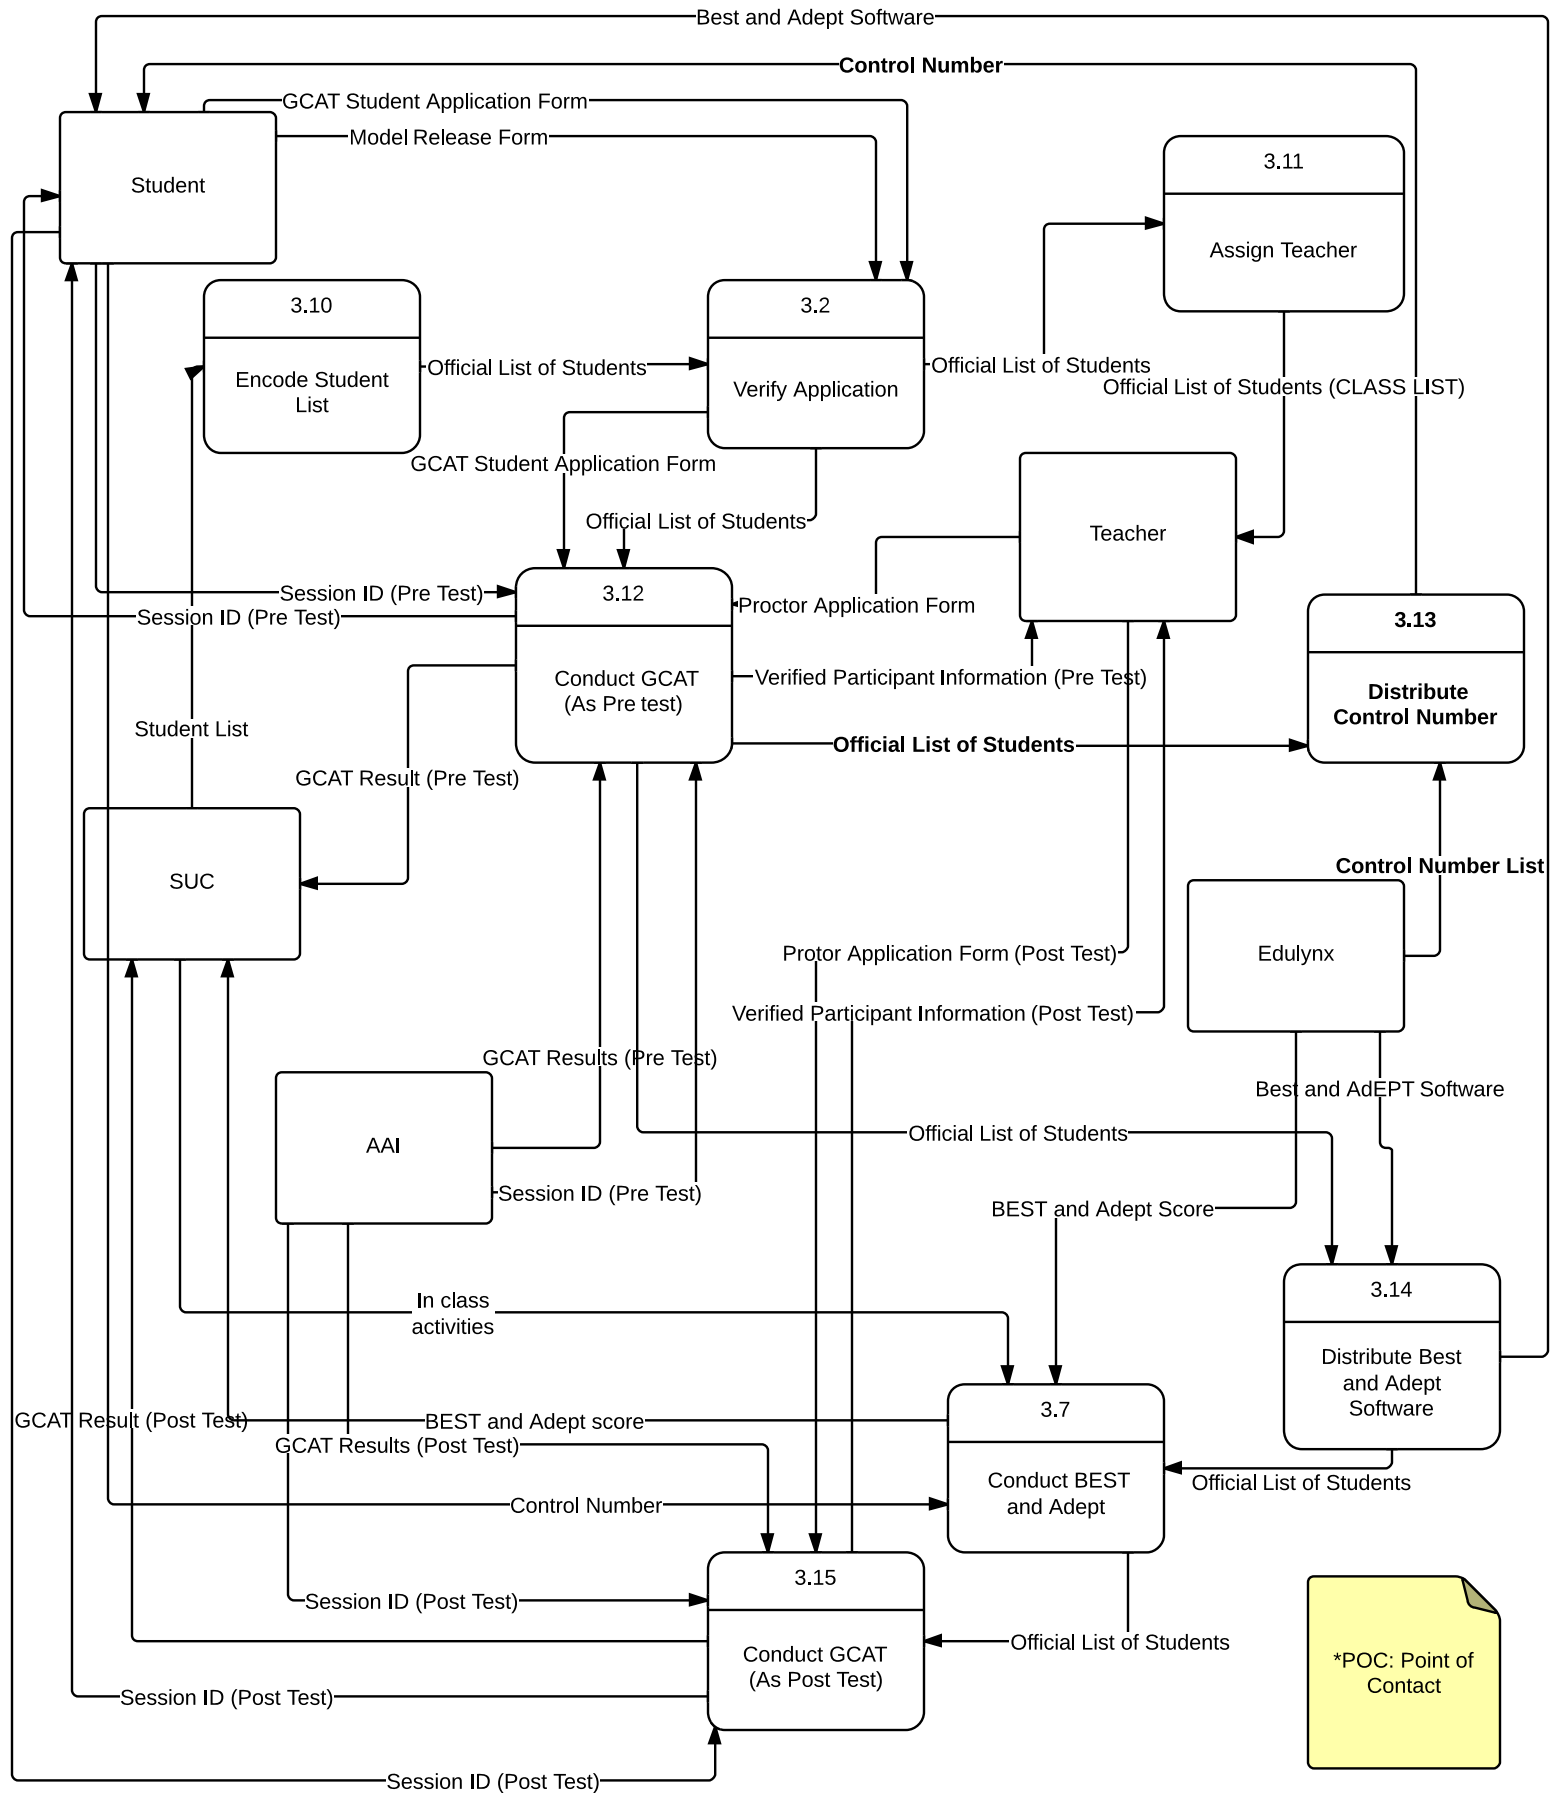 Best and Adept Software
Control Number
GCAT Student Application Form
Model Release Form
Student
3.11
Assign Teacher
3.10
Encode Student
List
3.2
Verify Application
Official List of Students
Official List of Students
Official List of Students (CLASS LIST)
GCAT Student Application Form
Official List of Students
Teacher
Session ID (Pre Test)
3.12
Proctor Application Form
Session ID (Pre Test)
3.13
Conduct GCAT
(As Pre test)
Verified Participant Information (Pre Test)
Distribute
Control Number
Student List
Official List of Students
GCAT Result (Pre Test)
Control Number List
SUC
Protor Application Form (Post Test)
Edulynx
Verified Participant Information (Post Test)
GCAT Results (Pre Test)
Best and AdEPT Software
AAI
Official List of Students
Session ID (Pre Test)
BEST and Adept Score
In class
activities
3.14
Distribute Best
and Adept
Software
3.7
GCAT Result (Post Test)
BEST and Adept score
GCAT Results (Post Test)
Conduct BEST
and Adept
Official List of Students
Control Number
3.15
Session ID (Post Test)
Conduct GCAT
(As Post Test)
Official List of Students
*POC: Point of
Contact
Session ID (Post Test)
Session ID (Post Test)